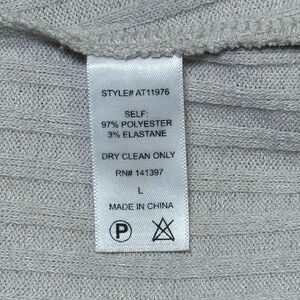 STYLE# AT11976
SELF:
97% POLYESTER
3% ELASTANE
DRY CLEAN ONLY
RN# 141397
L
MADE IN CHINA
P